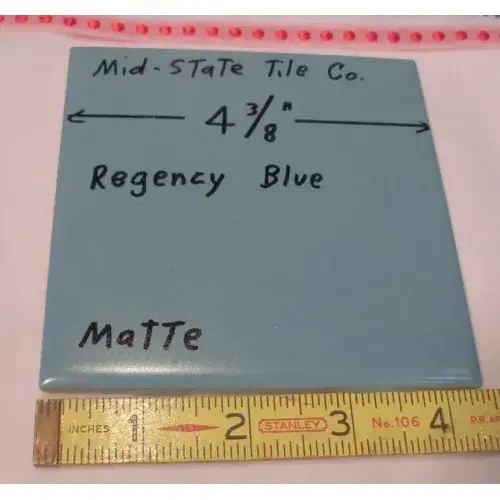 Mid-State Tile Co.
4 3/8"
Regency Blue
Matte
INCHES 1 2 STANLEY 3 No. 106 4